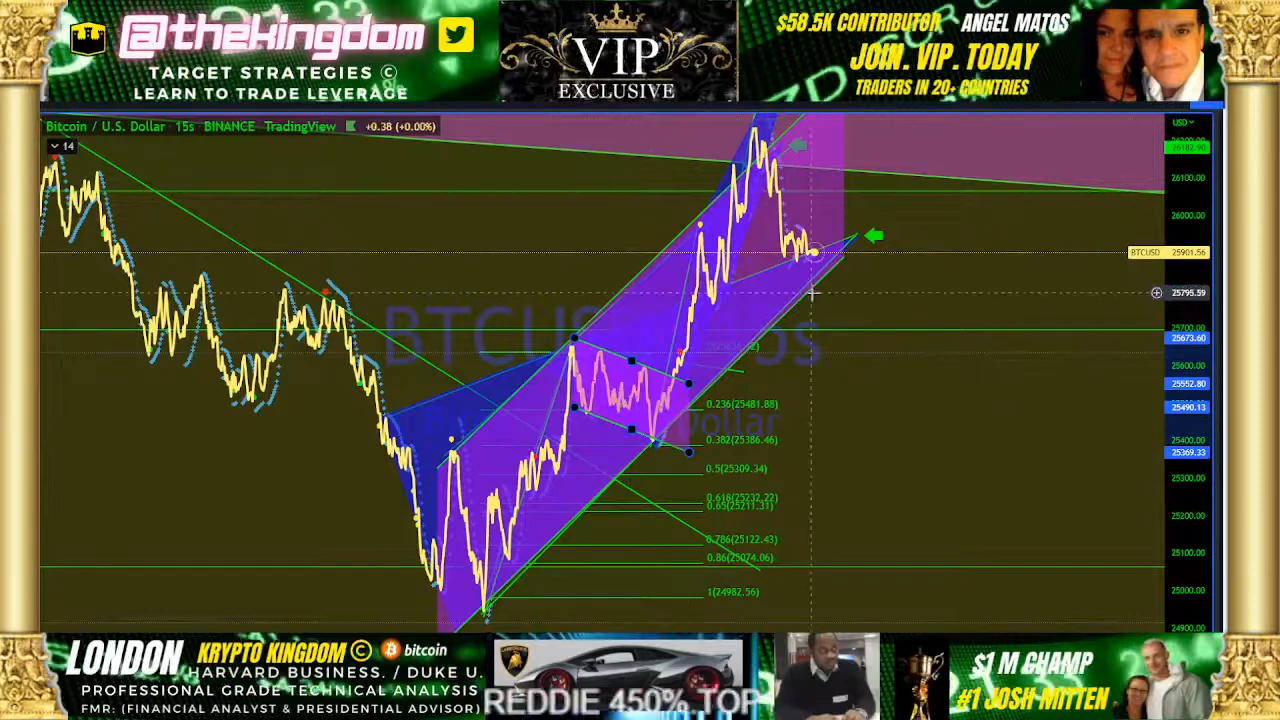 @thekingdom
TARGET STRATEGIES ©
LEARN TO TRADE LEVERAGE
VIP
EXCLUSIVE
$58.5K CONTRIBUTOR ANGEL MATOS
JOIN. VIP. TODAY
TRADERS IN 20+ COUNTRIES
Bitcoin / U.S. Dollar · 15s · BINANCE · TradingView +0.38 (+0.00%)
14
USD
26182.90
26100.00
26000.00
BTCUSD 25901.56
25795.59
25700.00
25673.60
25600.00
25552.80
25490.13
25400.00
25369.33
25300.00
25200.00
25100.00
25000.00
24900.00
0.236(25481.88)
0.382(25386.46)
0.5(25309.34)
0.618(25232.22)
0.65(25211.31)
0.786(25122.43)
0.86(25074.06)
1(24982.56)
LONDON KRYPTO KINGDOM © bitcoin
HARVARD BUSINESS. / DUKE U.
PROFESSIONAL GRADE TECHNICAL ANALYSIS
FMR: (FINANCIAL ANALYST & PRESIDENTIAL ADVISOR)
REDDIE 450% TOP
$1 M CHAMP
#1 JOSH MITTEN